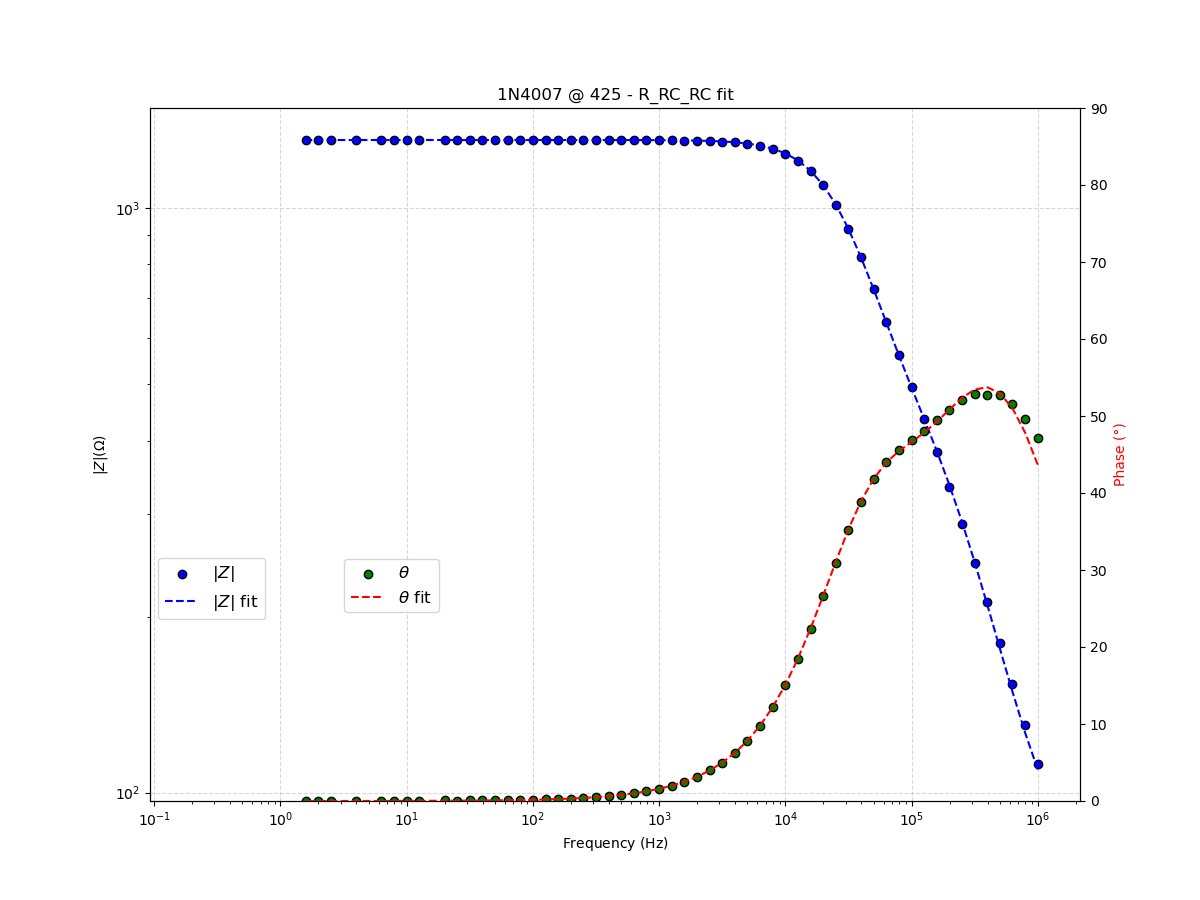 1N4007 @ 425 - R_RC_RC fit
90
80
70
60
50
40
30
20
10
0
10³
10²
|Z|(Ω)
Phase (°)
|Z|
|Z| fit
θ
θ fit
10⁻¹
10⁰
10¹
10²
10³
10⁴
10⁵
10⁶
Frequency (Hz)